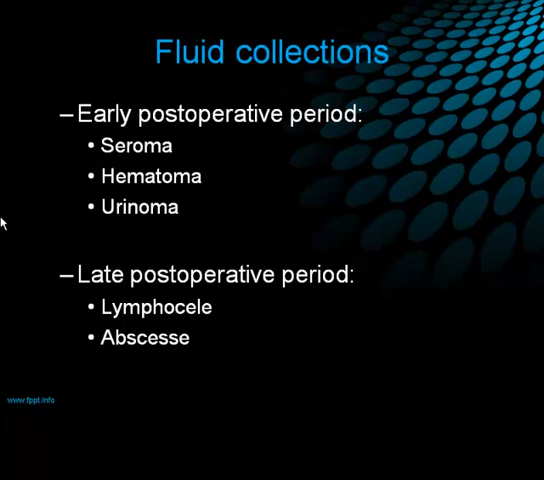 Fluid collections
–Early postoperative period:
• Seroma
• Hematoma
• Urinoma
–Late postoperative period:
• Lymphocele
• Abscesse
www.fppt.info